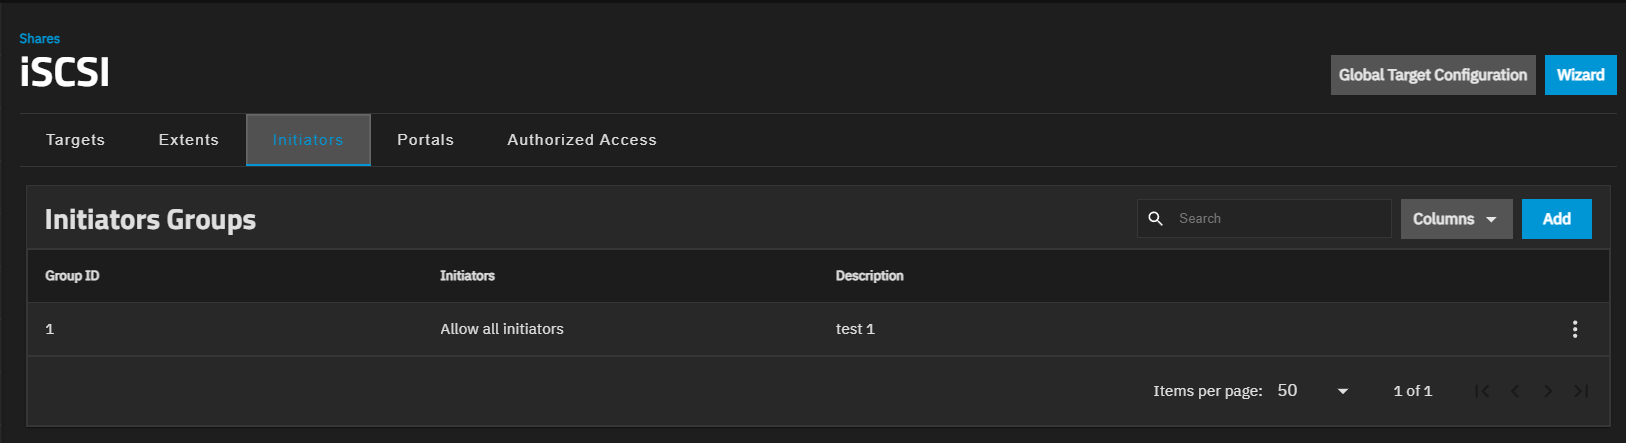 Shares
iSCSI
Global Target Configuration
Wizard
Targets
Extents
Initiators
Portals
Authorized Access
Initiators Groups
Search
Columns
Add
Group ID
Initiators
Description
1
Allow all initiators
test 1
Items per page: 50
1 of 1